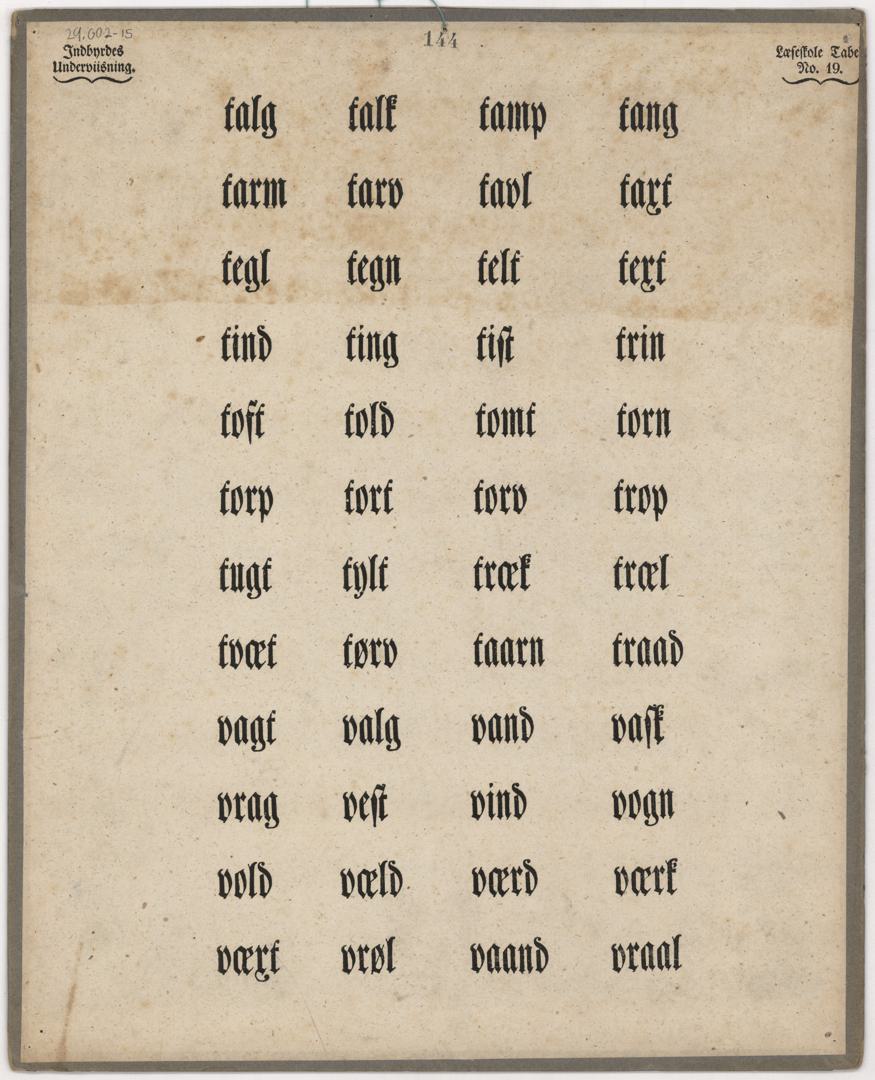 29.602-15
144
Indbyrdes
Underviisning.
Læseskole Tabe
No. 19.
talg talk tamp tang
tarm tarv tavl taxt
tegl tegn telt text
tind ting tist trin
toft told tomt torn
torp tort torv trop
tugt tylt træk træl
tvæt tørv taarn traad
vagt valg vand vask
vrag vest vind vogn
vold væld værd værk
væxt vrøl vaand vraal